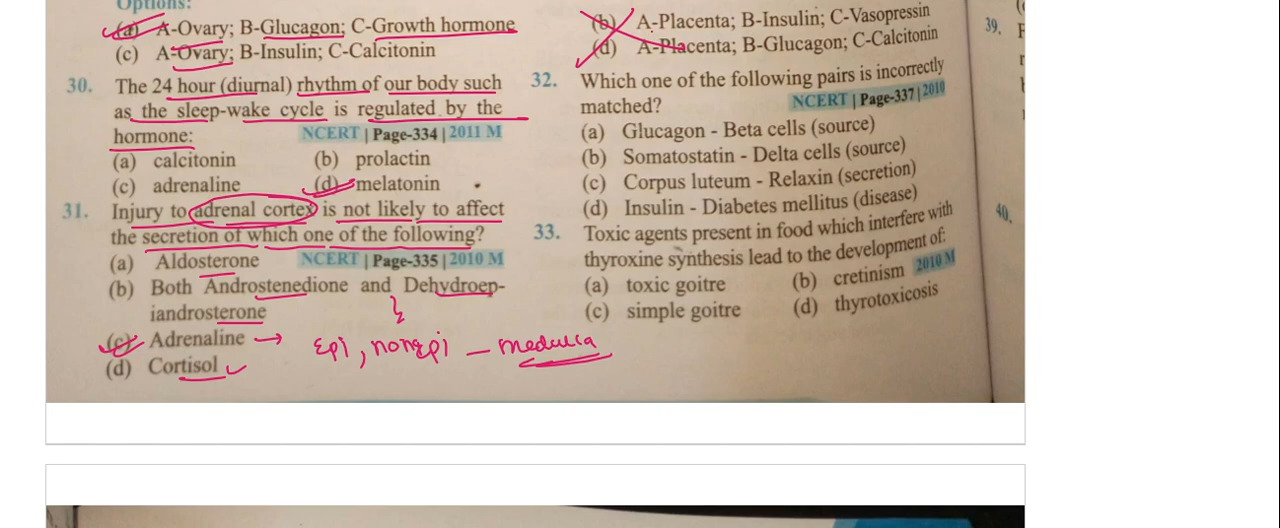 Options:
(a) A-Ovary; B-Glucagon; C-Growth hormone
(c) A-Ovary; B-Insulin; C-Calcitonin
30. The 24 hour (diurnal) rhythm of our body such
as the sleep-wake cycle is regulated by the
hormone: NCERT | Page-334 | 2011 M
(a) calcitonin (b) prolactin
(c) adrenaline (d) melatonin
31. Injury to adrenal cortex is not likely to affect
the secretion of which one of the following?
(a) Aldosterone NCERT | Page-335 | 2010 M
(b) Both Androstenedione and Dehydroep-
iandrosterone
(c) Adrenaline → Epi, norepi – medulla
(d) Cortisol
(b) A-Placenta; B-Insulin; C-Vasopressin
(d) A-Placenta; B-Glucagon; C-Calcitonin
32. Which one of the following pairs is incorrectly
matched? NCERT | Page-337 | 2010
(a) Glucagon - Beta cells (source)
(b) Somatostatin - Delta cells (source)
(c) Corpus luteum - Relaxin (secretion)
(d) Insulin - Diabetes mellitus (disease)
33. Toxic agents present in food which interfere with
thyroxine synthesis lead to the development of:
2010 M
(a) toxic goitre (b) cretinism
(c) simple goitre (d) thyrotoxicosis
39.
40.